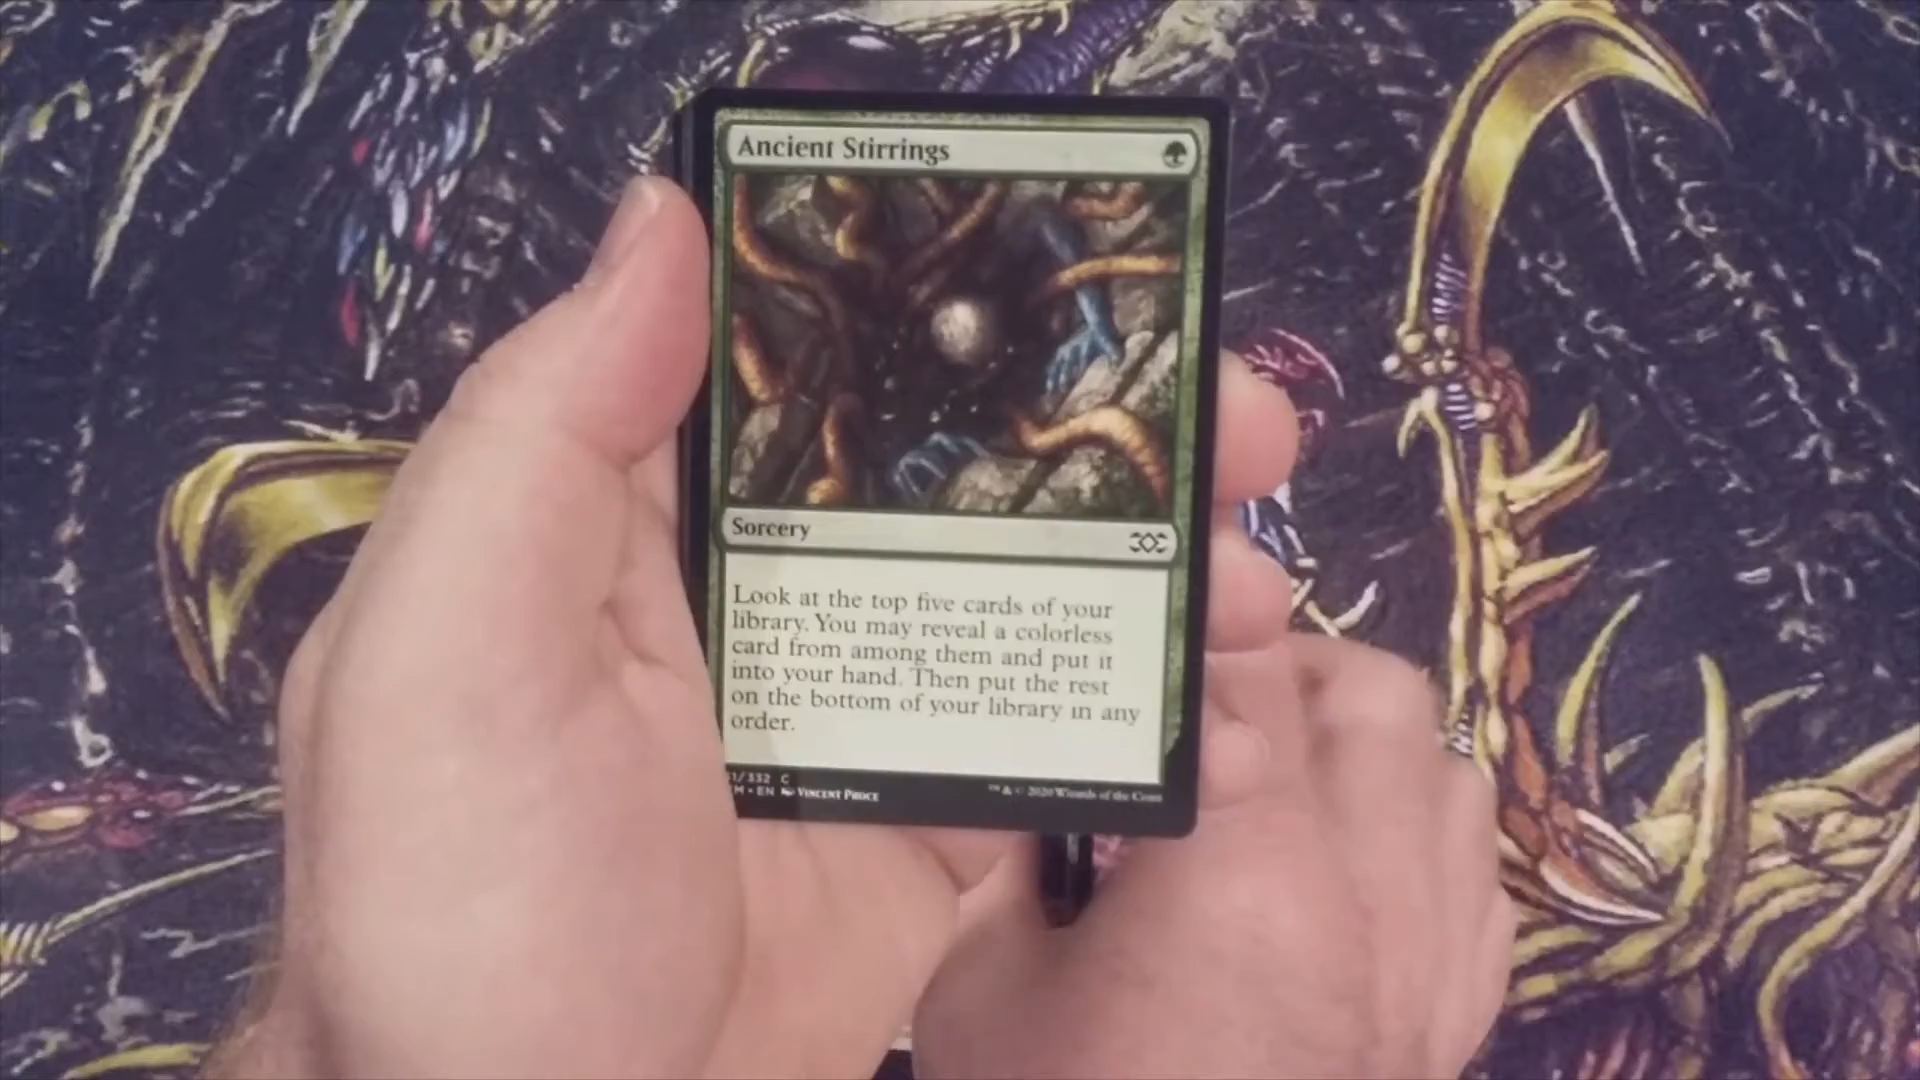 Ancient Stirrings
Sorcery
Look at the top five cards of your
library. You may reveal a colorless
card from among them and put it
into your hand. Then put the rest
on the bottom of your library in any
order.
1/332 C
M • EN VINCENT PROCE
™ & © 2020 Wizards of the Coast